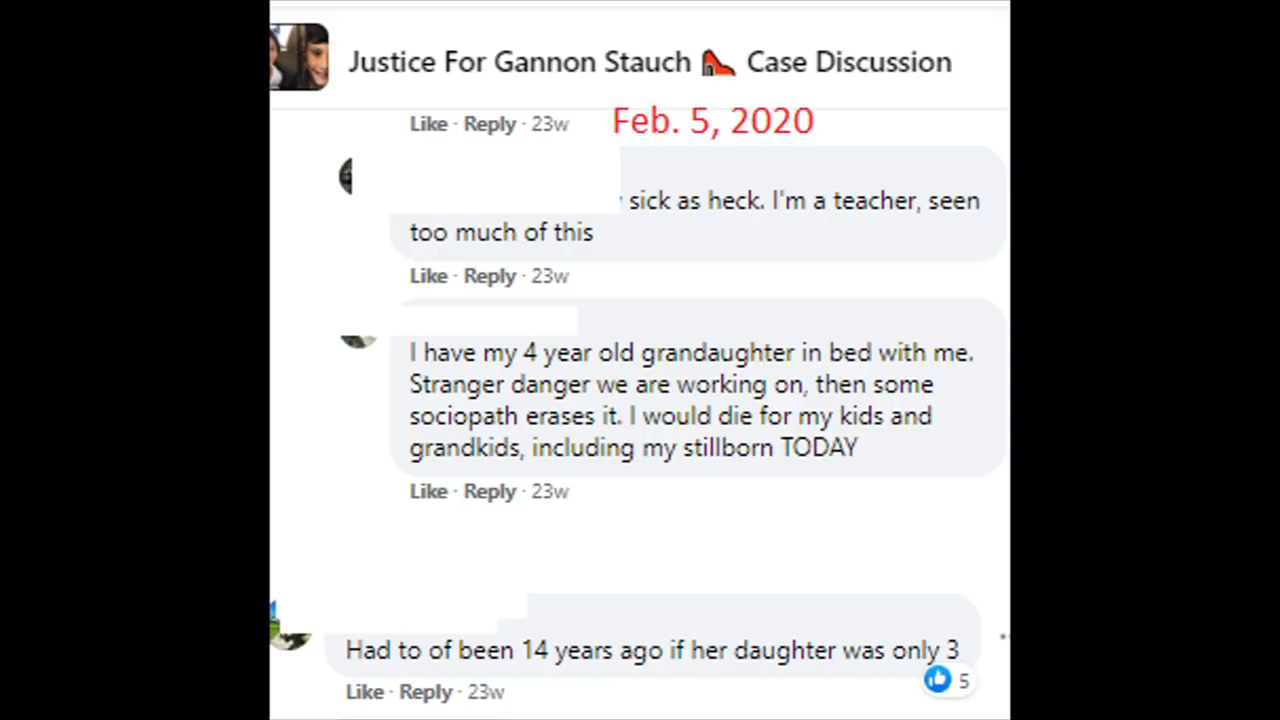 Justice For Gannon Stauch 👠 Case Discussion
Like · Reply · 23w Feb. 5, 2020
sick as heck. I'm a teacher, seen
too much of this
Like · Reply · 23w
I have my 4 year old grandaughter in bed with me.
Stranger danger we are working on, then some
sociopath erases it. I would die for my kids and
grandkids, including my stillborn TODAY
Like · Reply · 23w
Had to of been 14 years ago if her daughter was only 3
5
Like · Reply · 23w